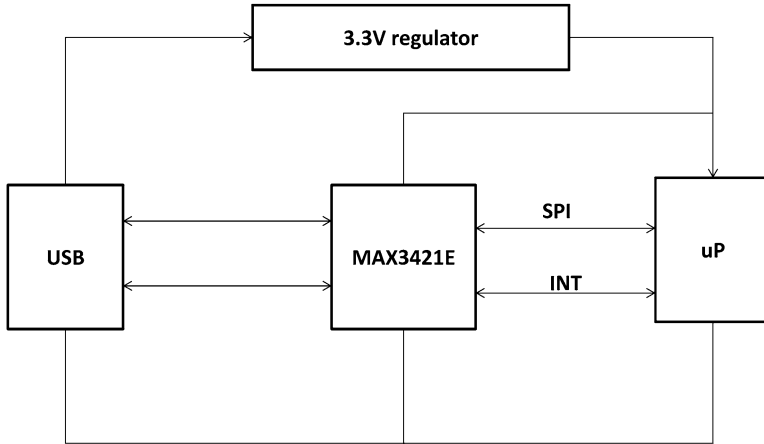 3.3V regulator
SPI
USB
MAX3421E
uP
INT